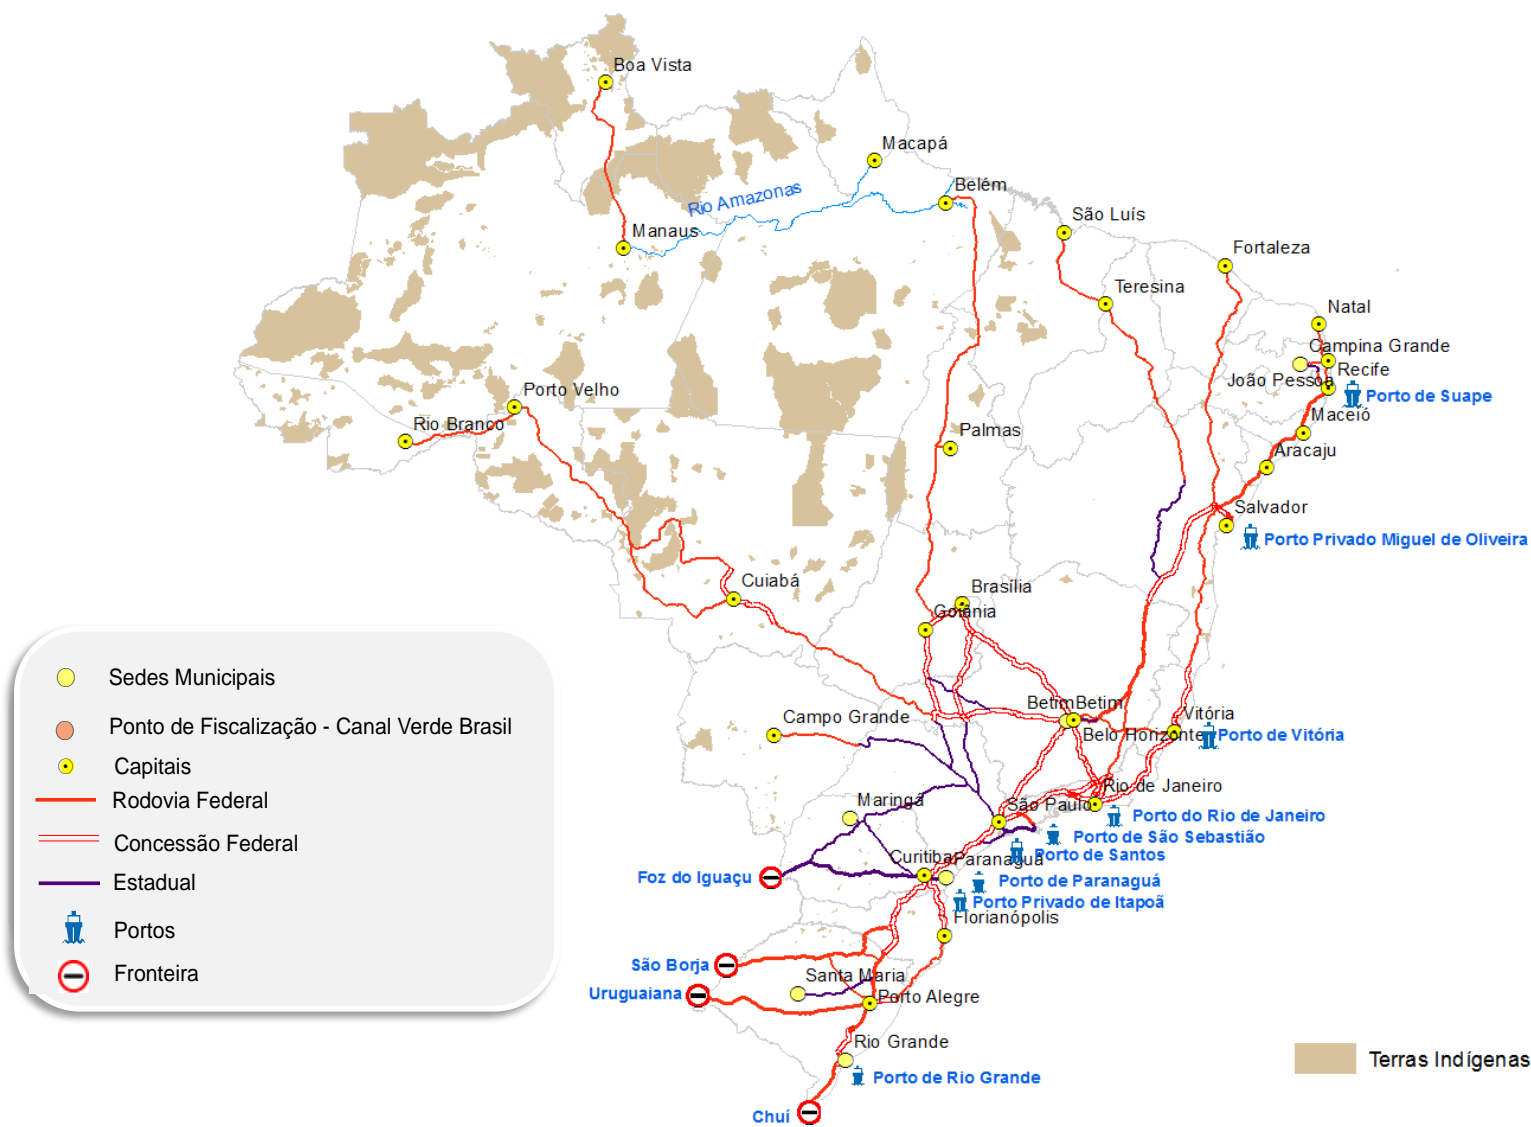 Boa Vista
Macapá
Belém
Rio Amazonas
São Luís
Manaus
Fortaleza
Teresina
Natal
Campina Grande
Recife
João Pessoa
Porto de Suape
Porto Velho
Maceió
Rio Branco
Palmas
Aracaju
Salvador
Porto Privado Miguel de Oliveira
Cuiabá
Brasília
Goiânia
Betim
Betim
Vitória
Campo Grande
Belo Horizonte
Porto de Vitória
Rio de Janeiro
Maringá
São Paulo
Porto do Rio de Janeiro
Porto de São Sebastião
Porto de Santos
Curitiba
Paranaguá
Foz do Iguaçu
Porto de Paranaguá
Porto Privado de Itapoã
Florianópolis
São Borja
Santa Maria
Uruguaiana
Porto Alegre
Rio Grande
Porto de Rio Grande
Chuí
Sedes Municipais
Ponto de Fiscalização - Canal Verde Brasil
Capitais
Rodovia Federal
Concessão Federal
Estadual
Portos
Fronteira
Terras Indígenas